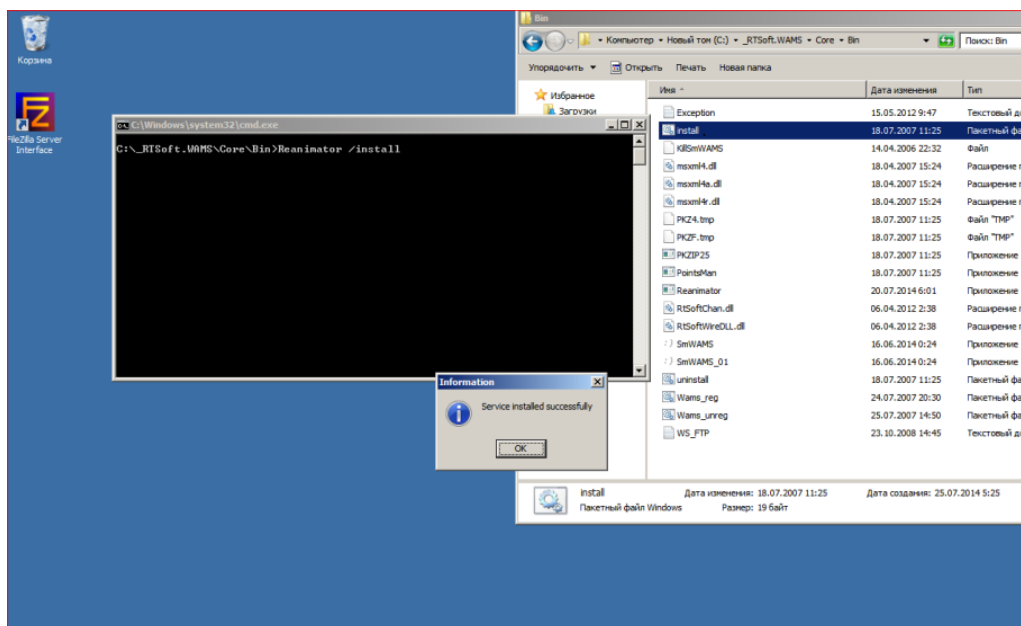 Корзина
FileZilla Server
Interface
Bin
Компьютер
Новый том (C:)
_RTSoft.WAMS
Core
Bin
Поиск: Bin
Упорядочить
Открыть
Печать
Новая папка
Избранное
Загрузки
Имя
Дата изменения
Тип
Exception 15.05.2012 9:47 Текстовый д
install 18.07.2007 11:25 Пакетный фа
KillSmWAMS 14.04.2006 22:32 Файл
msxml4.dll 18.04.2007 15:24 Расширение п
msxml4a.dll 18.04.2007 15:24 Расширение п
msxml4r.dll 18.04.2007 15:24 Расширение п
PKZ4.tmp 18.07.2007 11:25 Файл "TMP"
PKZF.tmp 18.07.2007 11:25 Файл "TMP"
PKZIP25 18.07.2007 11:25 Приложение
PointsMan 18.07.2007 11:25 Приложение
Reanimator 20.07.2014 6:01 Приложение
RtSoftChan.dll 06.04.2012 2:38 Расширение п
RtSoftWireDLL.dll 06.04.2012 2:38 Расширение п
SmWAMS 16.06.2014 0:24 Приложение
SmWAMS_01 16.06.2014 0:24 Приложение
uninstall 18.07.2007 11:25 Пакетный фа
Wams_reg 24.07.2007 20:30 Пакетный фа
Wams_unreg 25.07.2007 14:50 Пакетный фа
WS_FTP 23.10.2008 14:45 Текстовый д
C:\Windows\system32\cmd.exe
C:\_RTSoft.WAMS\Core\Bin>Reanimator /install
Information
Service installed successfully
OK
install Дата изменения: 18.07.2007 11:25 Дата создания: 25.07.2014 5:25
Пакетный файл Windows Размер: 19 байт